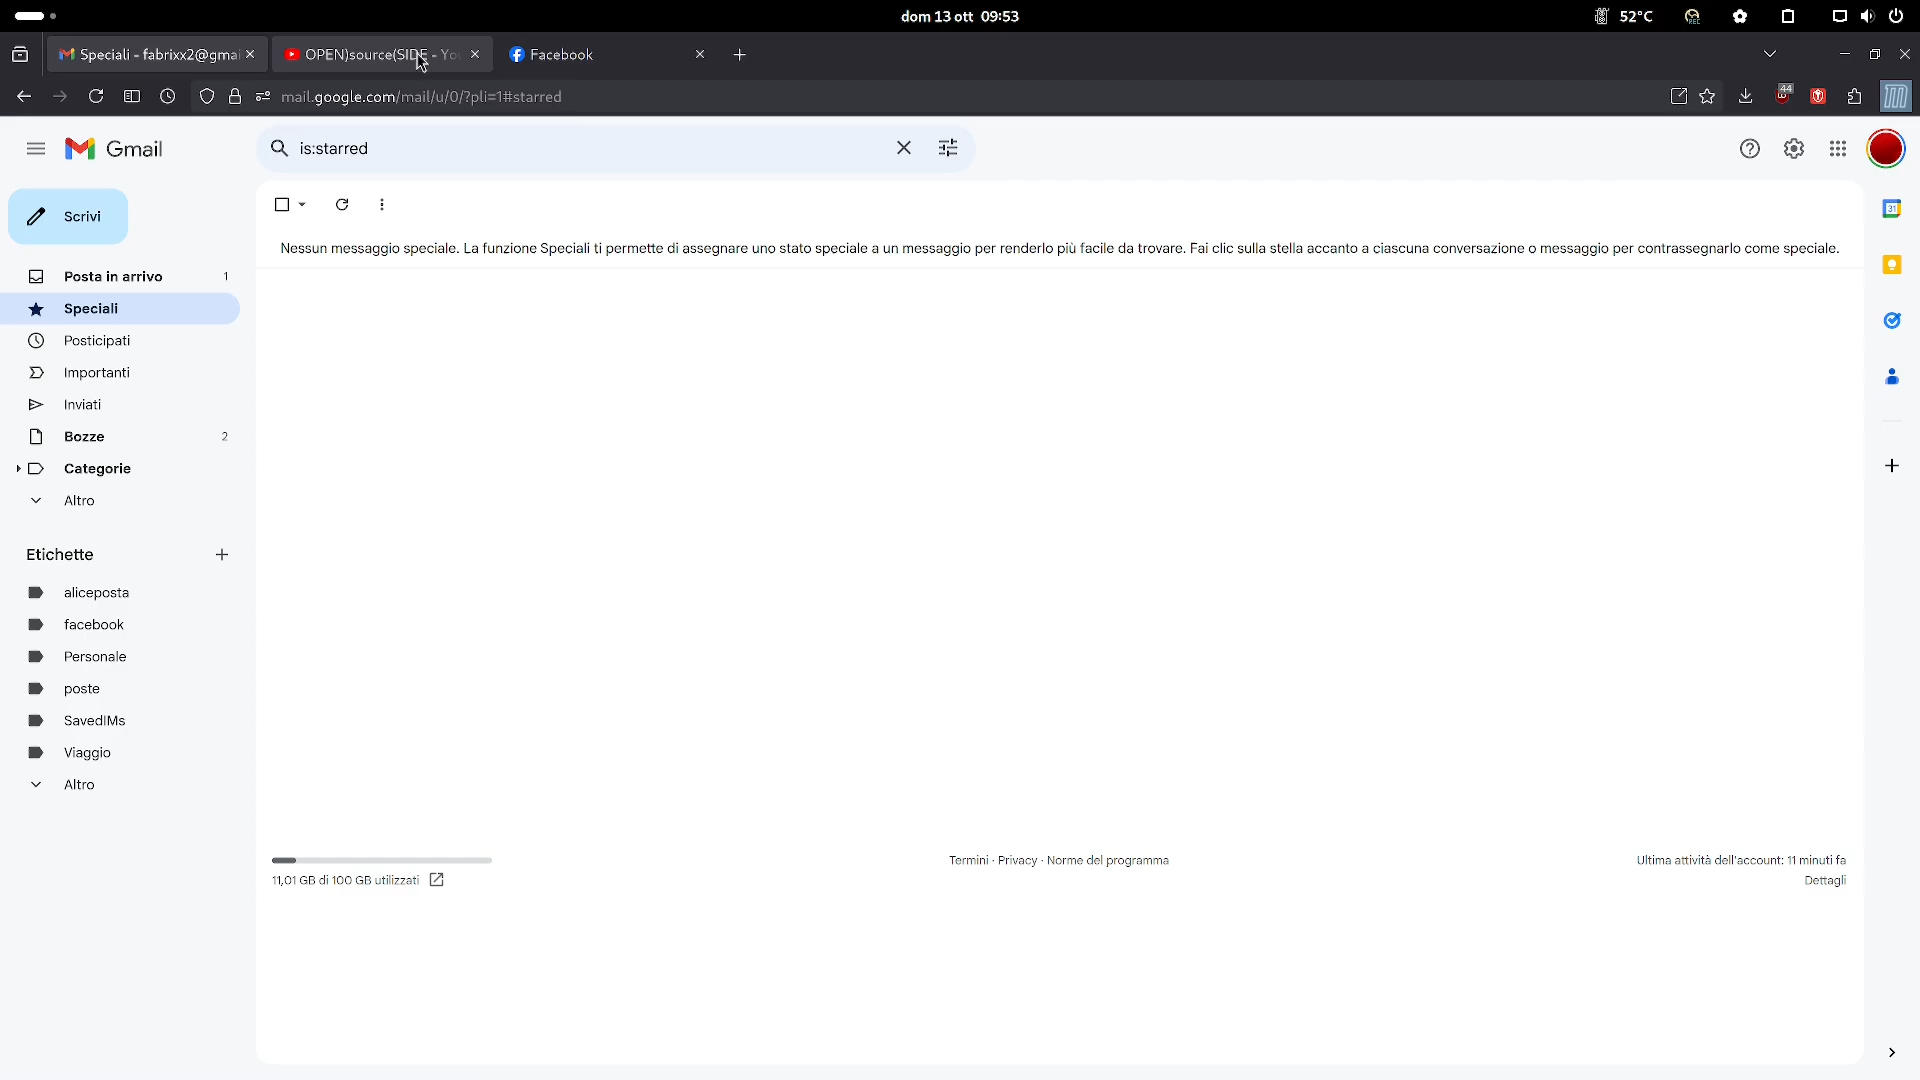 dom 13 ott 09:53
52°C
REC
Speciali - fabrixx2@gmai
OPEN)source(SIDE - You
Facebook
mail.google.com/mail/u/0/?pli=1#starred
44
Gmail
is:starred
Scrivi
Nessun messaggio speciale. La funzione Speciali ti permette di assegnare uno stato speciale a un messaggio per renderlo più facile da trovare. Fai clic sulla stella accanto a ciascuna conversazione o messaggio per contrassegnarlo come speciale.
31
Posta in arrivo 1
Speciali
Posticipati
Importanti
Inviati
Bozze 2
Categorie
Altro
Etichette
aliceposta
facebook
Personale
poste
SavedIMs
Viaggio
Altro
11,01 GB di 100 GB utilizzati
Termini · Privacy · Norme del programma
Ultima attività dell'account: 11 minuti fa
Dettagli